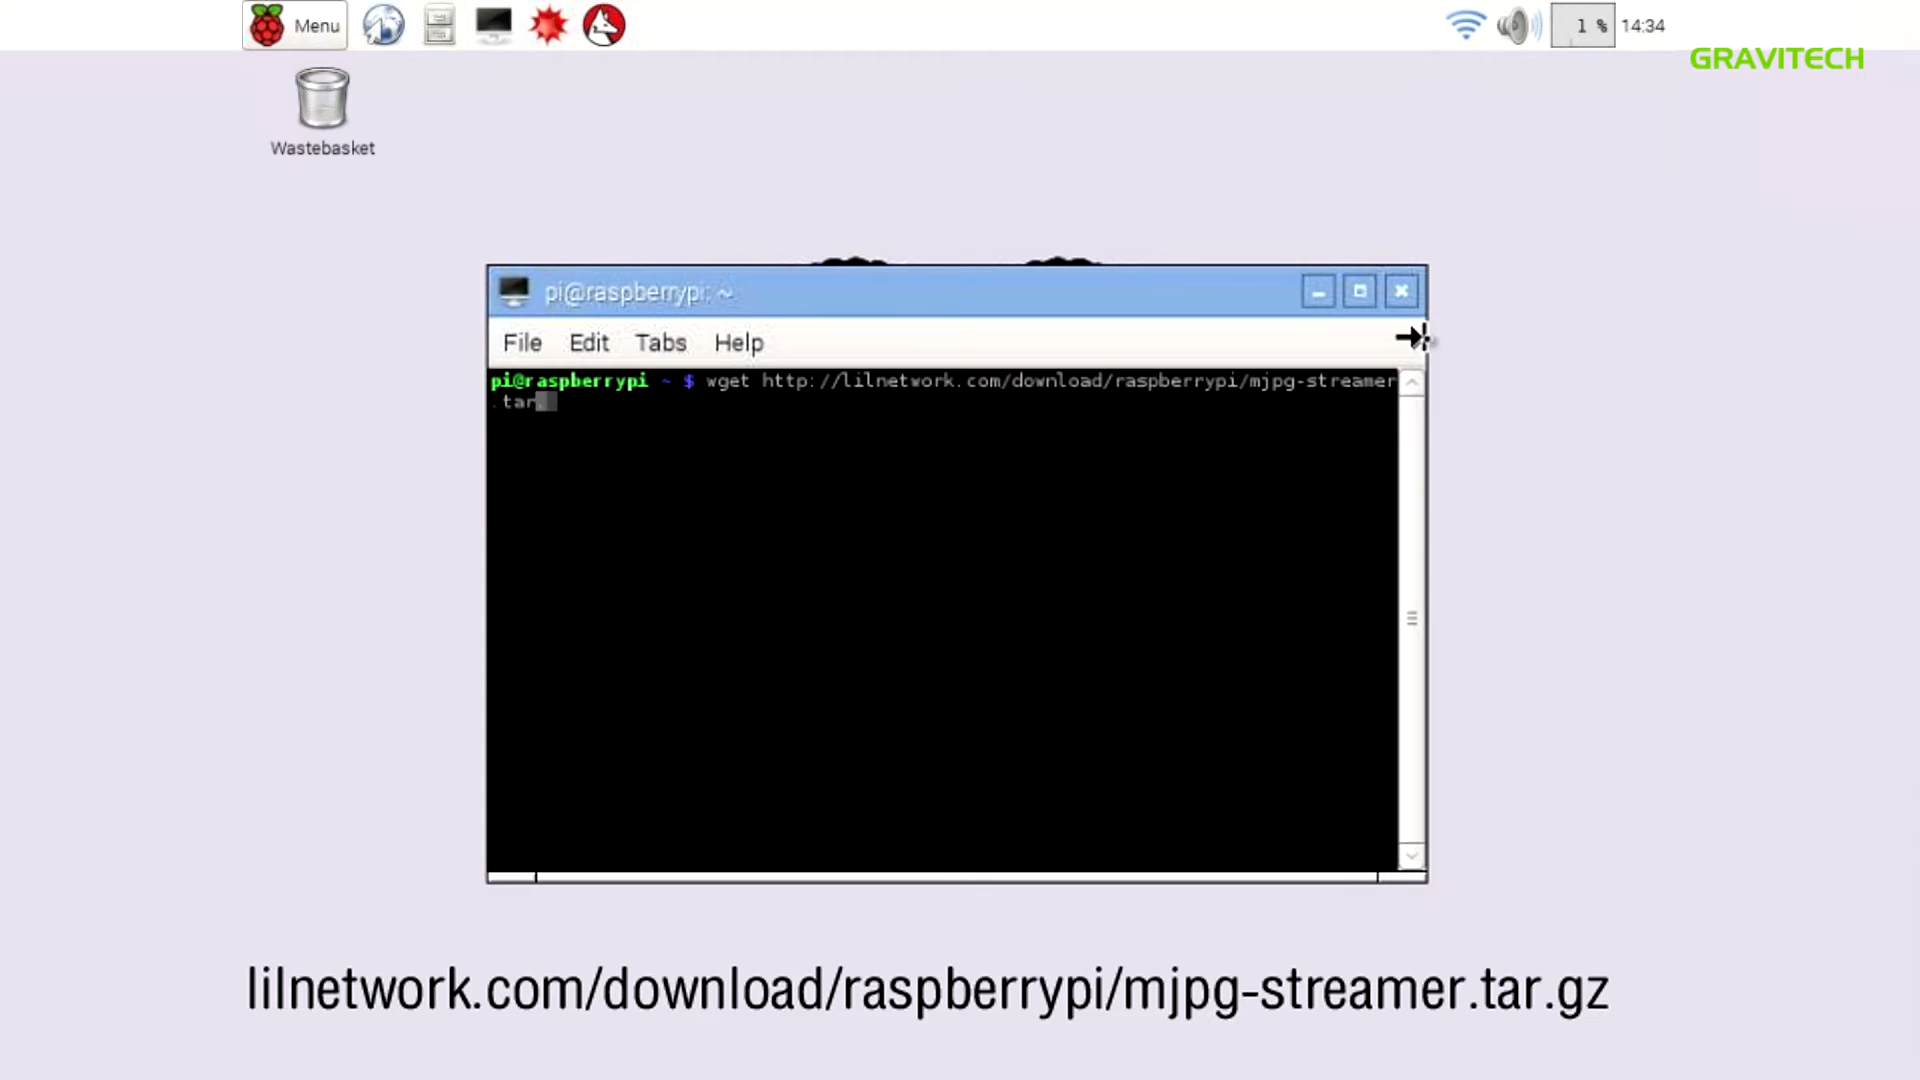 Menu
1 %
14:34
GRAVITECH
Wastebasket
pi@raspberrypi: ~
File Edit Tabs Help
pi@raspberrypi ~ $ wget http://lilnetwork.com/download/raspberrypi/mjpg-streamer
.tar.
lilnetwork.com/download/raspberrypi/mjpg-streamer.tar.gz